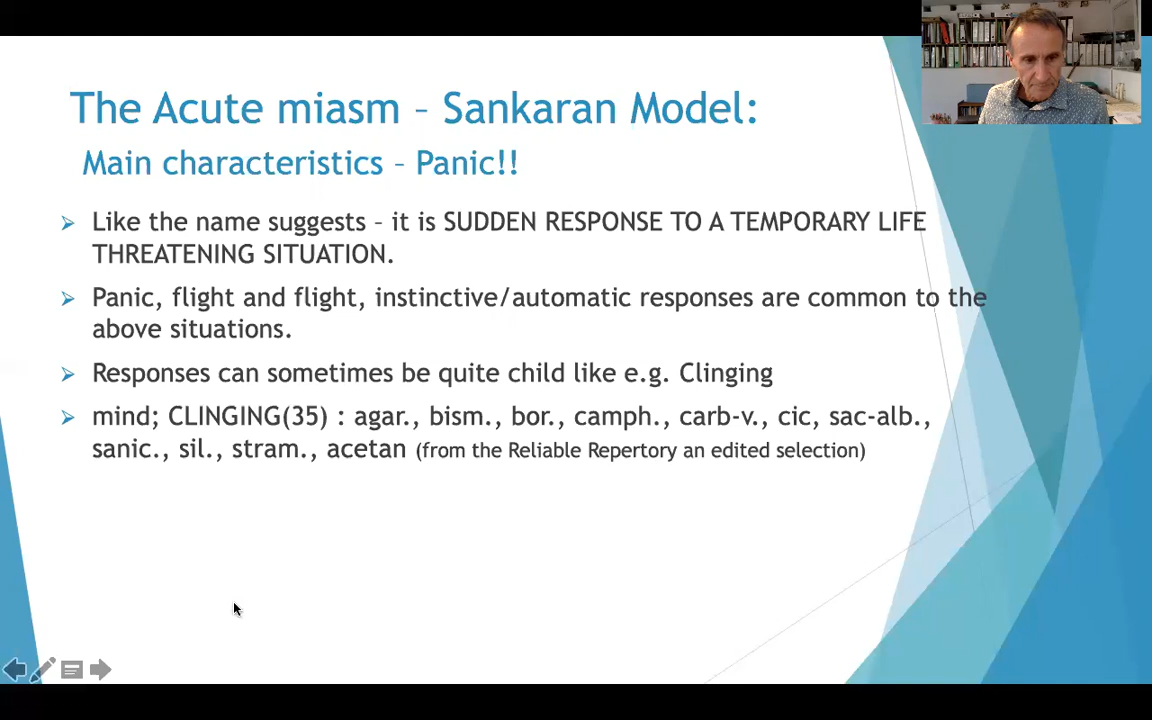 The Acute miasm – Sankaran Model:
Main characteristics – Panic!!
Like the name suggests – it is SUDDEN RESPONSE TO A TEMPORARY LIFE
THREATENING SITUATION.
Panic, flight and flight, instinctive/automatic responses are common to the
above situations.
Responses can sometimes be quite child like e.g. Clinging
mind; CLINGING(35) : agar., bism., bor., camph., carb-v., cic, sac-alb.,
sanic., sil., stram., acetan (from the Reliable Repertory an edited selection)